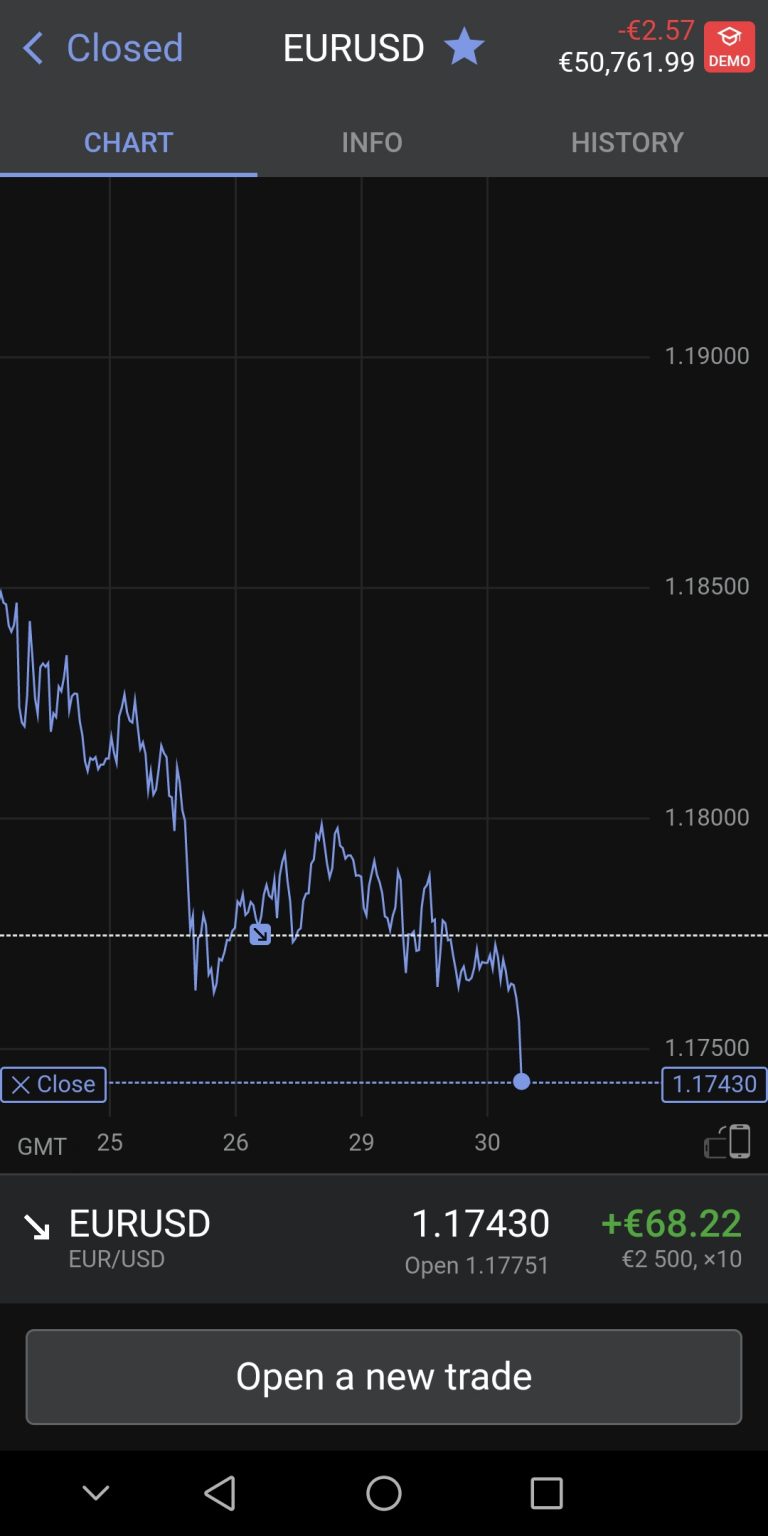 Closed
EURUSD
-€2.57
€50,761.99
DEMO
CHART
INFO
HISTORY
1.19000
1.18500
1.18000
1.17500
Close
1.17430
GMT
25
26
29
30
EURUSD
1.17430
+€68.22
EUR/USD
Open 1.17751
€2 500, ×10
Open a new trade